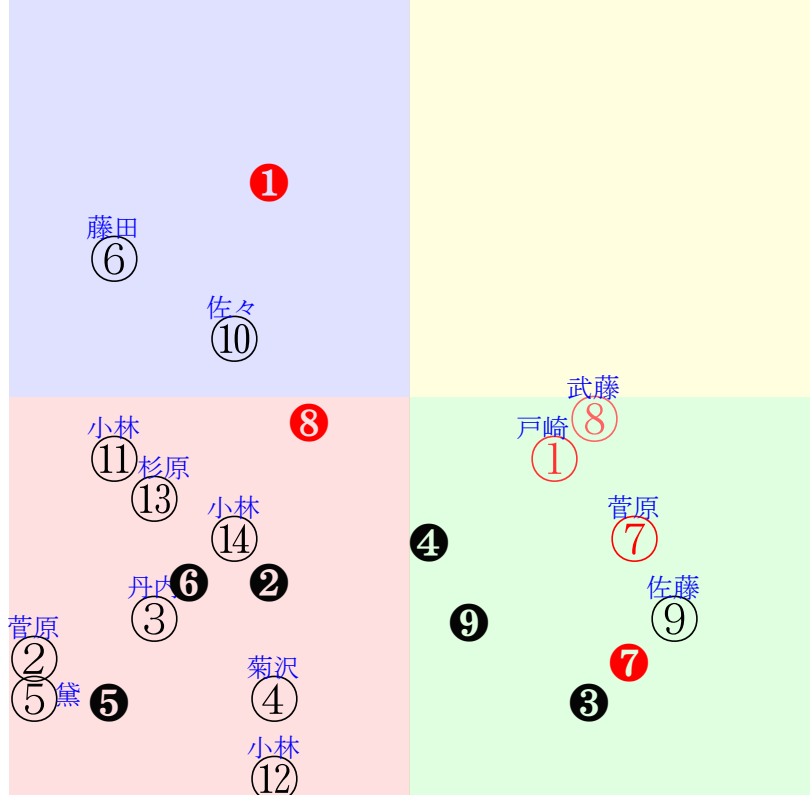 ❶
藤田
⑥
佐々
⑩
武藤
⑧
❽
戸崎
①
小林
⑪
杉原
⑬
小林
⑭
菅原
⑦
❹
丹内
❻
❷
③
佐藤
⑨
❾
菅原
②
❼
菊沢
④
⑤
黛
❺
❸
小林
⑫